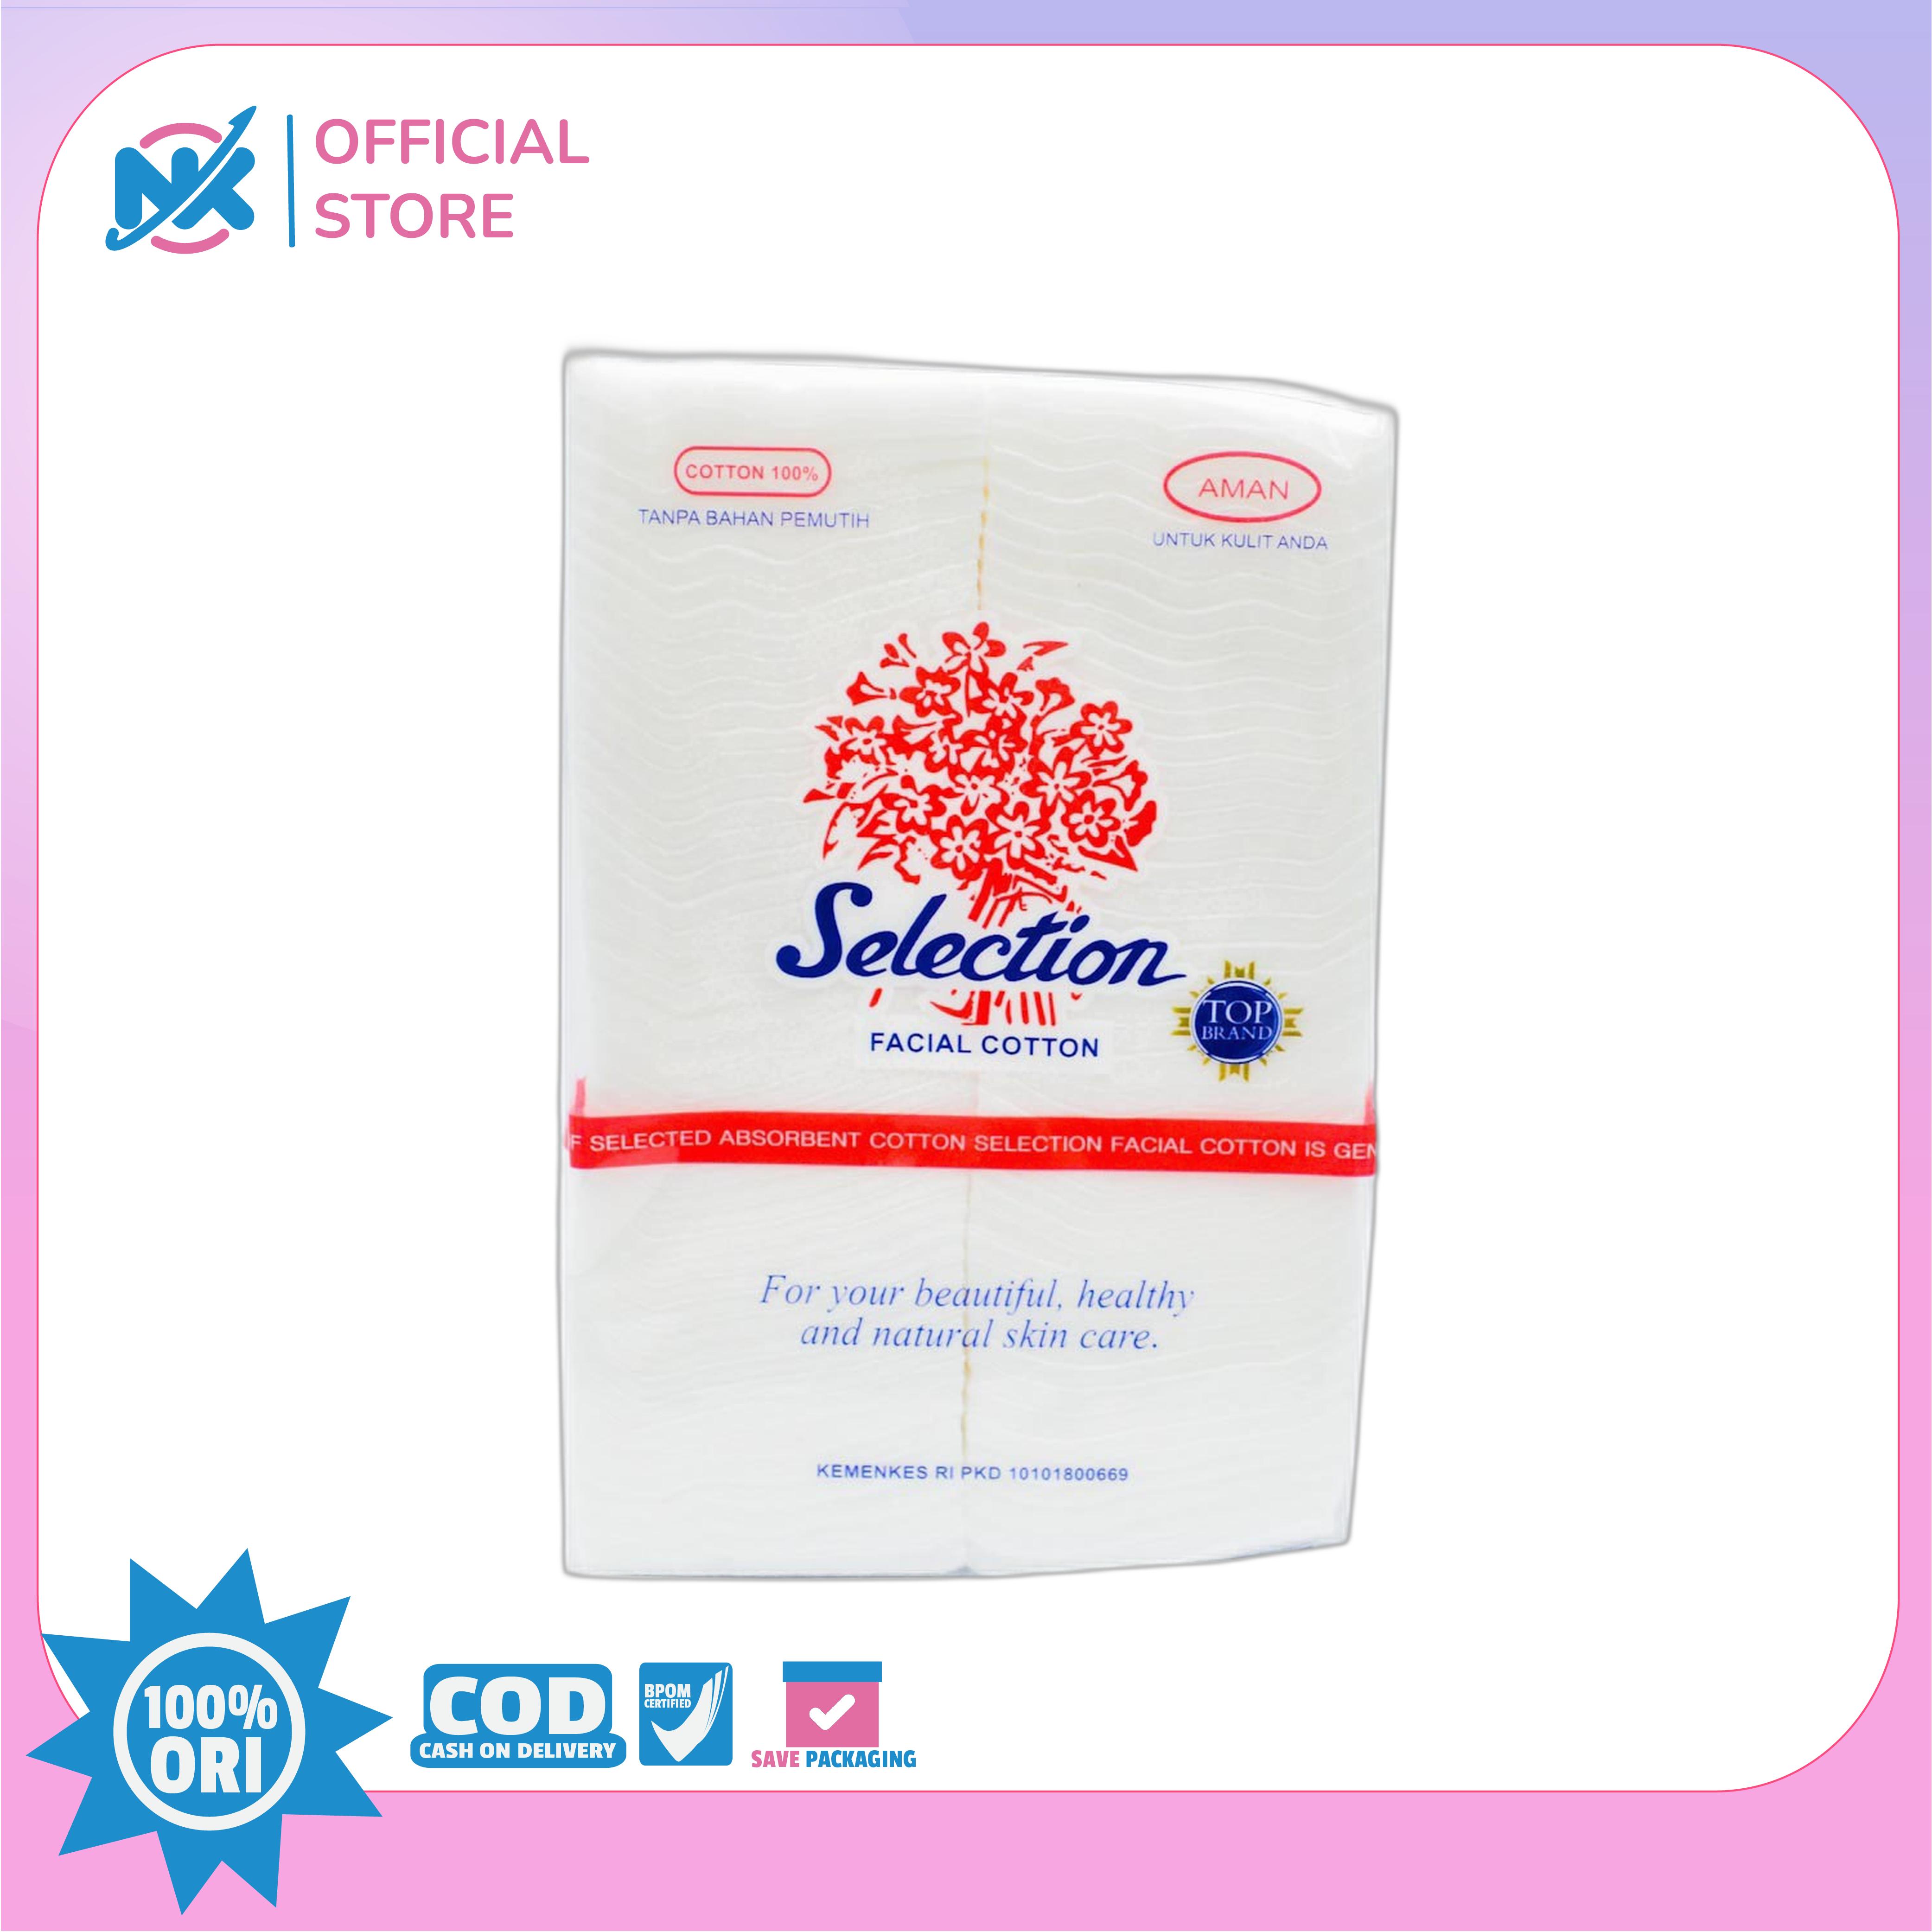 NK
OFFICIAL
STORE
COTTON 100%
TANPA BAHAN PEMUTIH
AMAN
UNTUK KULIT ANDA
Selection
TOP
BRAND
FACIAL COTTON
F SELECTED ABSORBENT COTTON SELECTION FACIAL COTTON IS GEN
For your beautiful, healthy
and natural skin care.
KEMENKES RI PKD 10101800669
100%
ORI
COD
CASH ON DELIVERY
BPOM
CERTIFIED
SAVE PACKAGING